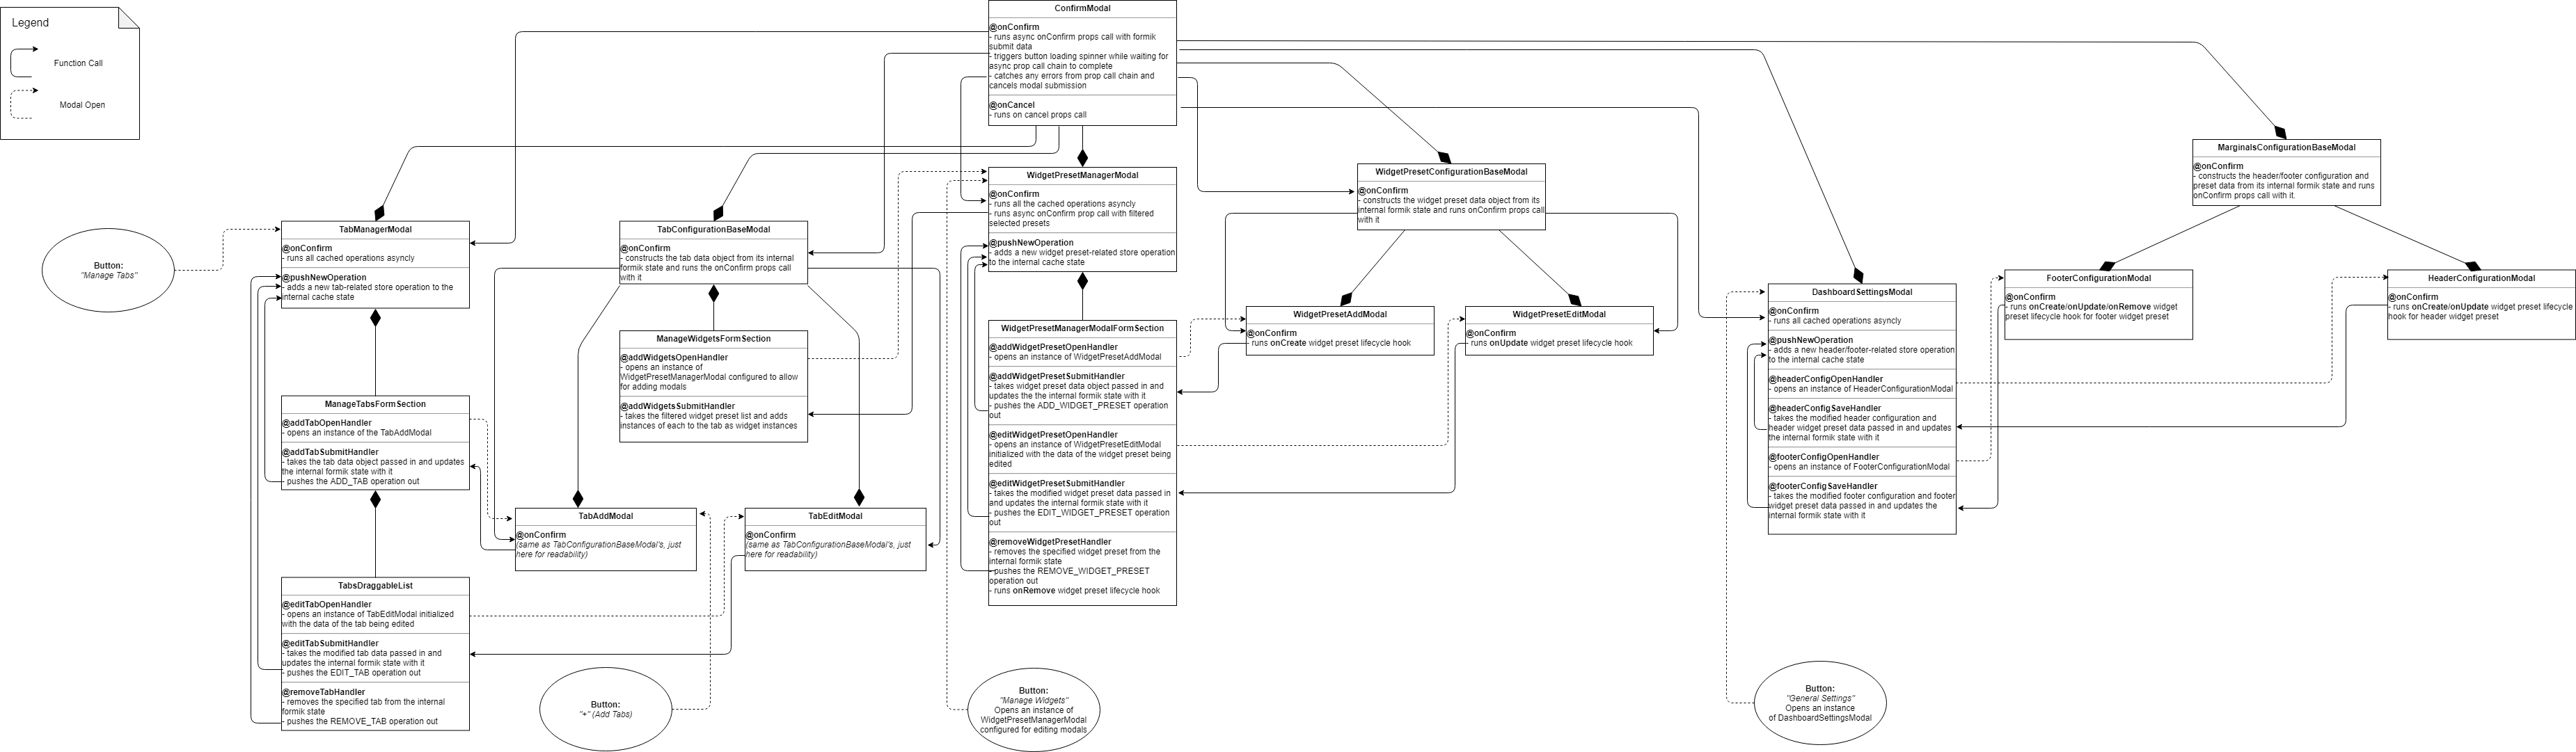 Legend
Function Call
Modal Open
ConfirmModal
@onConfirm
- runs async onConfirm props call with formik
submit data
- triggers button loading spinner while waiting for
async prop call chain to complete
- catches any errors from prop call chain and
cancels modal submission
@onCancel
- runs on cancel props call
Button:
"Manage Tabs"
TabManagerModal
@onConfirm
- runs all cached operations asyncly
@pushNewOperation
- adds a new tab-related store operation to the
internal cache state
ManageTabsFormSection
@addTabOpenHandler
- opens an instance of the TabAddModal
@addTabSubmitHandler
- takes the tab data object passed in and updates
the internal formik state with it
- pushes the ADD_TAB operation out
TabsDraggableList
@editTabOpenHandler
- opens an instance of TabEditModal initialized
with the data of the tab being edited
@editTabSubmitHandler
- takes the modified tab data passed in and
updates the internal formik state with it
- pushes the EDIT_TAB operation out
@removeTabHandler
- removes the specified tab from the internal
formik state
- pushes the REMOVE_TAB operation out
TabConfigurationBaseModal
@onConfirm
- constructs the tab data object from its internal
formik state and runs the onConfirm props call
with it
ManageWidgetsFormSection
@addWidgetsOpenHandler
- opens an instance of
WidgetPresetManagerModal configured to allow
for adding modals
@addWidgetsSubmitHandler
- takes the filtered widget preset list and adds
instances of each to the tab as widget instances
TabAddModal
@onConfirm
(same as TabConfigurationBaseModal's, just
here for readability)
TabEditModal
@onConfirm
(same as TabConfigurationBaseModal's, just
here for readability)
Button:
"+" (Add Tabs)
WidgetPresetManagerModal
@onConfirm
- runs all the cached operations asyncly
- runs async onConfirm prop call with filtered
selected presets
@pushNewOperation
- adds a new widget preset-related store operation
to the internal cache state
WidgetPresetManagerModalFormSection
@addWidgetPresetOpenHandler
- opens an instance of WidgetPresetAddModal
@addWidgetPresetSubmitHandler
- takes widget preset data object passed in and
updates the the internal formik state with it
- pushes the ADD_WIDGET_PRESET operation
out
@editWidgetPresetOpenHandler
- opens an instance of WidgetPresetEditModal
initialized with the data of the widget preset being
edited
@editWidgetPresetSubmitHandler
- takes the modified widget preset data passed in
and updates the internal formik state with it
- pushes the EDIT_WIDGET_PRESET operation
out
@removeWidgetPresetHandler
- removes the specified widget preset from the
internal formik state
- pushes the REMOVE_WIDGET_PRESET
operation out
- runs onRemove widget preset lifecycle hook
Button:
"Manage Widgets"
Opens an instance of
WidgetPresetManagerModal
configured for editing modals
WidgetPresetConfigurationBaseModal
@onConfirm
- constructs the widget preset data object from its
internal formik state and runs onConfirm props call
with it
WidgetPresetAddModal
@onConfirm
- runs onCreate widget preset lifecycle hook
WidgetPresetEditModal
@onConfirm
- runs onUpdate widget preset lifecycle hook
DashboardSettingsModal
@onConfirm
- runs all cached operations asyncly
@pushNewOperation
- adds a new header/footer-related store operation
to the internal cache state
@headerConfigOpenHandler
- opens an instance of HeaderConfigurationModal
@headerConfigSaveHandler
- takes the modified header configuration and
header widget preset data passed in and updates
the internal formik state with it
@footerConfigOpenHandler
- opens an instance of FooterConfigurationModal
@footerConfigSaveHandler
- takes the modified footer configuration and footer
widget preset data passed in and updates the
internal formik state with it
Button:
"General Settings"
Opens an instance
of DashboardSettingsModal
MarginalsConfigurationBaseModal
@onConfirm
- constructs the header/footer configuration and
preset data from its internal formik state and runs
onConfirm props call with it.
FooterConfigurationModal
@onConfirm
- runs onCreate/onUpdate/onRemove widget
preset lifecycle hook for footer widget preset
HeaderConfigurationModal
@onConfirm
- runs onCreate/onUpdate widget preset lifecycle
hook for header widget preset